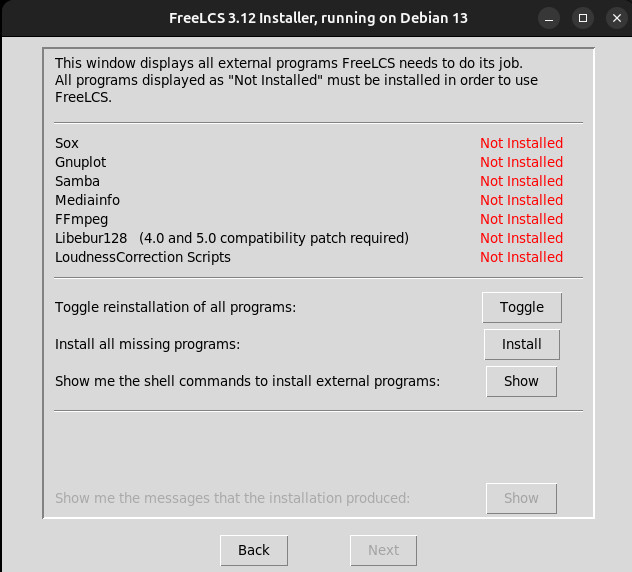 FreeLCS 3.12 Installer, running on Debian 13
This window displays all external programs FreeLCS needs to do its job.
All programs displayed as "Not Installed" must be installed in order to use
FreeLCS.
Sox Not Installed
Gnuplot Not Installed
Samba Not Installed
Mediainfo Not Installed
FFmpeg Not Installed
Libebur128 (4.0 and 5.0 compatibility patch required) Not Installed
LoudnessCorrection Scripts Not Installed
Toggle reinstallation of all programs: Toggle
Install all missing programs: Install
Show me the shell commands to install external programs: Show
Show me the messages that the installation produced: Show
Back Next